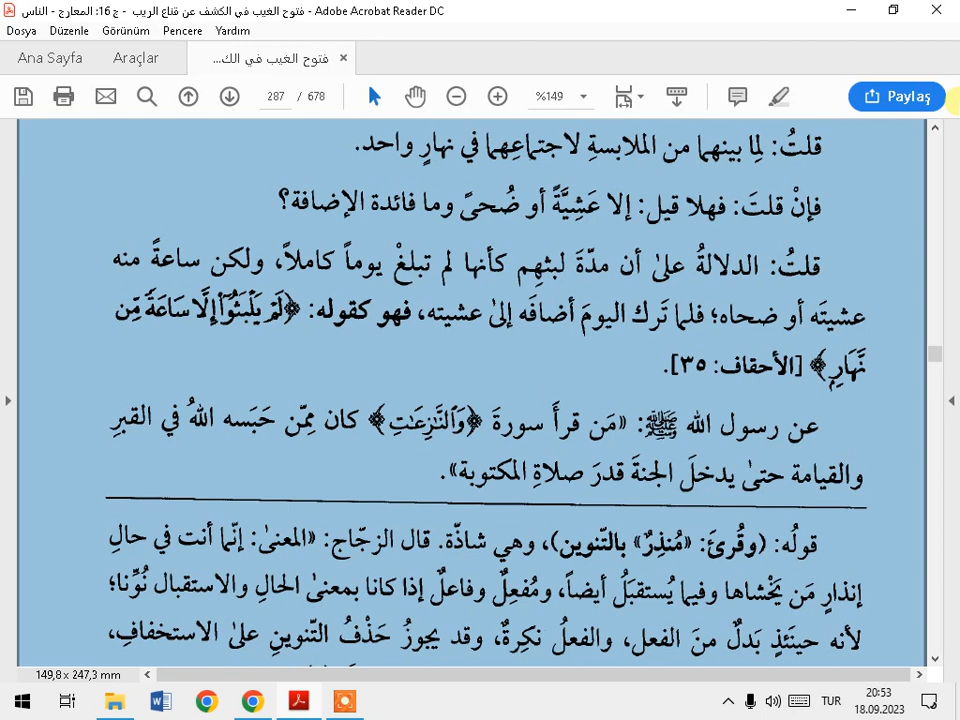 فتوح الغيب في الكشف عن قناع الريب - ج 16: المعارج - الناس - Adobe Acrobat Reader DC
Dosya Düzenle Görünüm Pencere Yardım
Ana Sayfa Araçlar فتوح الغيب في الك... ×
287 / 678 %149 Paylaş
قلتُ: لِما بينهما من الملابسةِ لاجتماعِهما في نهارٍ واحد.
فإنْ قلتَ: فهلا قيل: إلا عَشِيَّةً أو ضُحىً وما فائدة الإضافة؟
قلتُ: الدلالةُ علىٰ أن مدّةَ لبثِهم كأنها لم تبلغْ يوماً كاملاً، ولكن ساعةً منه
عشيتَه أو ضحاه؛ فلما تَرك اليومَ أضافَه إلىٰ عشيته، فهو كقوله: ﴿لَمْ يَلْبَثُوٓا۟ إِلَّا سَاعَةً مِّن
نَّهَارٍ﴾ [الأحقاف: ٣٥].
عن رسول الله ﷺ: «مَن قرأَ سورةَ ﴿وَٱلنَّٰزِعَٰتِ﴾ كان مِمّن حَبَسه اللهُ في القبرِ
والقيامة حتىٰ يدخلَ الجنةَ قدرَ صلاةِ المكتوبة».
قولُه: (وقُرئَ: «مُنذِرٌ» بالتّنوين)، وهي شاذّة. قال الزجّاج: «المعنىٰ: إنّما أنت في حالِ
إنذارِ مَن يَخْشاها وفيما يُستقبَلُ أيضاً، ومُفعِلٌ وفاعلٌ إذا كانا بمعنىٰ الحالِ والاستقبال نُوِّنا؛
لأنه حينَئذٍ بَدلٌ منَ الفعل، والفعلُ نكِرةٌ، وقد يجوزُ حَذْفُ التّنوينِ علىٰ الاستخفافِ،
149,8 x 247,3 mm
TUR 20:53
18.09.2023